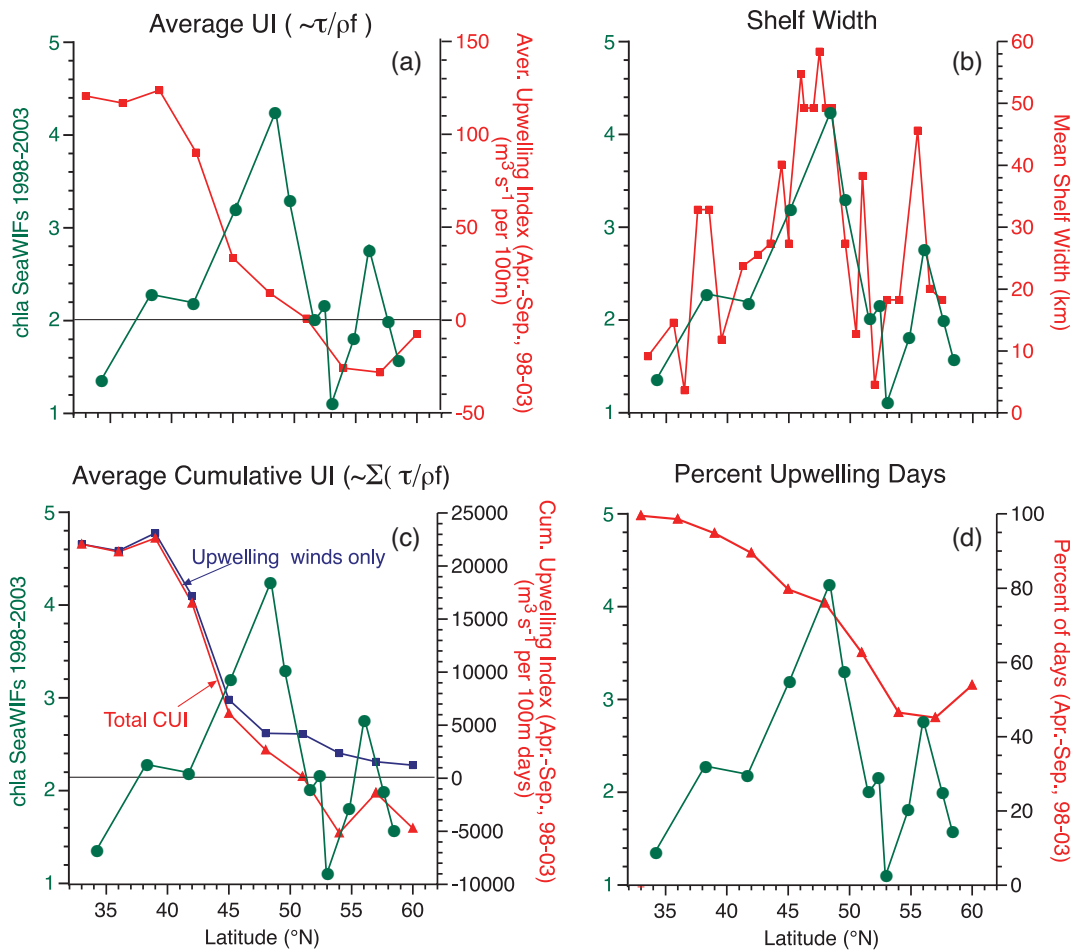 Average UI ( ~τ/ρf )
(a)
5
4
3
2
1
chla SeaWIFs 1998-2003
150
100
50
0
-50
Aver. Upwelling Index (Apr.-Sep., 98-03)
(m³ s⁻¹ per 100m)
Shelf Width
(b)
5
4
3
2
1
60
50
40
30
20
10
0
Mean Shelf Width (km)
Average Cumulative UI (~Σ( τ/ρf)
(c)
Upwelling winds only
Total CUI
5
4
3
2
1
chla SeaWIFs 1998-2003
25000
20000
15000
10000
5000
0
-5000
-10000
Cum. Upwelling Index (Apr.-Sep., 98-03)
(m³ s⁻¹ per 100m days)
35 40 45 50 55 60
Latitude (°N)
Percent Upwelling Days
(d)
5
4
3
2
1
100
80
60
40
20
0
Percent of days (Apr.-Sep., 98-03)
35 40 45 50 55 60
Latitude (°N)